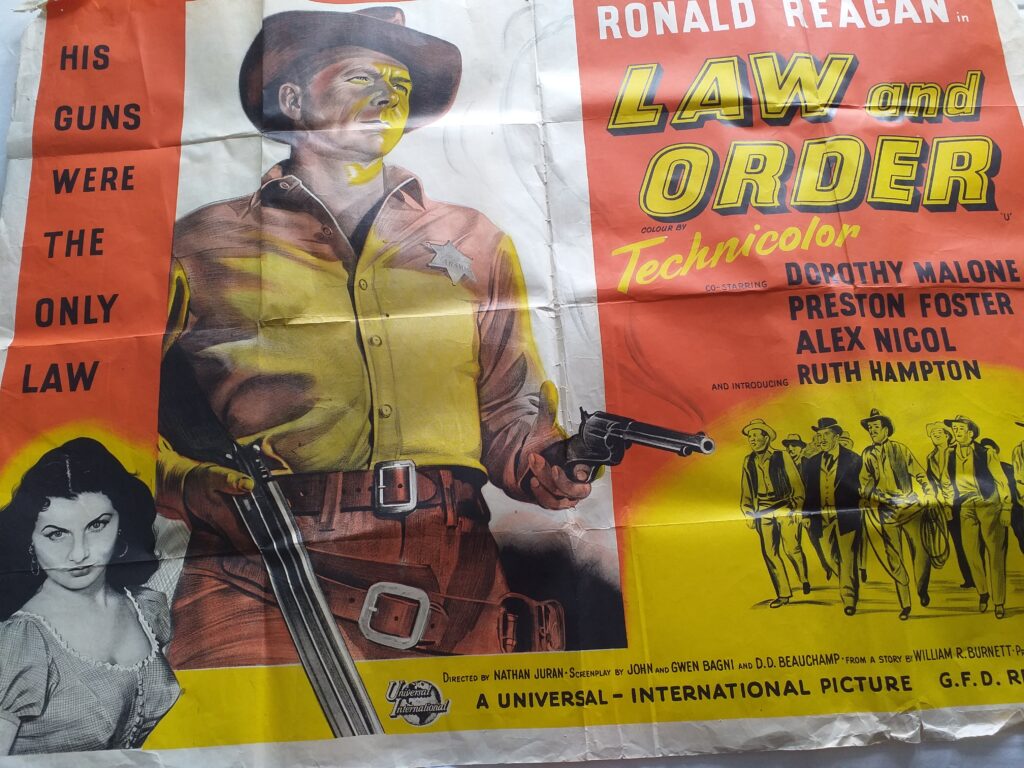 HIS
GUNS
WERE
THE
ONLY
LAW
RONALD REAGAN in
LAW and
ORDER
'U'
COLOUR BY
Technicolor
CO-STARRING
DOROTHY MALONE
PRESTON FOSTER
ALEX NICOL
AND INTRODUCING RUTH HAMPTON
DIRECTED BY NATHAN JURAN · SCREENPLAY BY JOHN AND GWEN BAGNI AND D.D. BEAUCHAMP · FROM A STORY BY WILLIAM R. BURNETT
Universal
International
A UNIVERSAL - INTERNATIONAL PICTURE G.F.D. RE